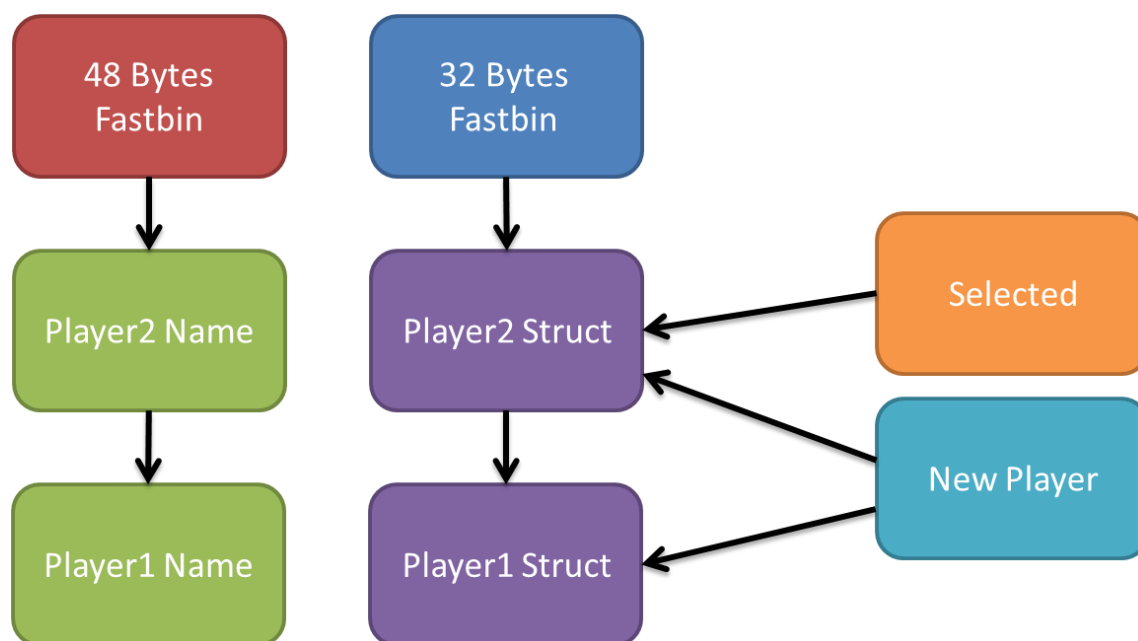 48 Bytes
Fastbin
32 Bytes
Fastbin
Selected
Player2 Name
Player2 Struct
New Player
Player1 Name
Player1 Struct